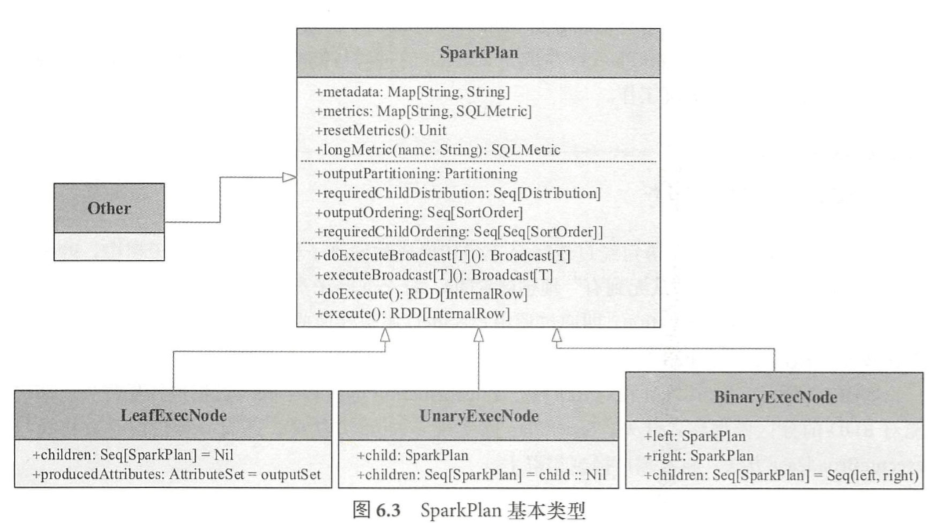 SparkPlan
+metadata: Map[String, String]
+metrics: Map[String, SQLMetric]
+resetMetrics(): Unit
+longMetric(name: String): SQLMetric
+outputPartitioning: Partitioning
+requiredChildDistribution: Seq[Distribution]
+outputOrdering: Seq[SortOrder]
+requiredChildOrdering: Seq[Seq[SortOrder]]
+doExecuteBroadcast[T](): Broadcast[T]
+executeBroadcast[T](): Broadcast[T]
+doExecute(): RDD[InternalRow]
+execute(): RDD[InternalRow]
Other
LeafExecNode
+children: Seq[SparkPlan] = Nil
+producedAttributes: AttributeSet = outputSet
UnaryExecNode
+child: SparkPlan
+children: Seq[SparkPlan] = child :: Nil
BinaryExecNode
+left: SparkPlan
+right: SparkPlan
+children: Seq[SparkPlan] = Seq(left, right)
图 6.3 SparkPlan 基本类型